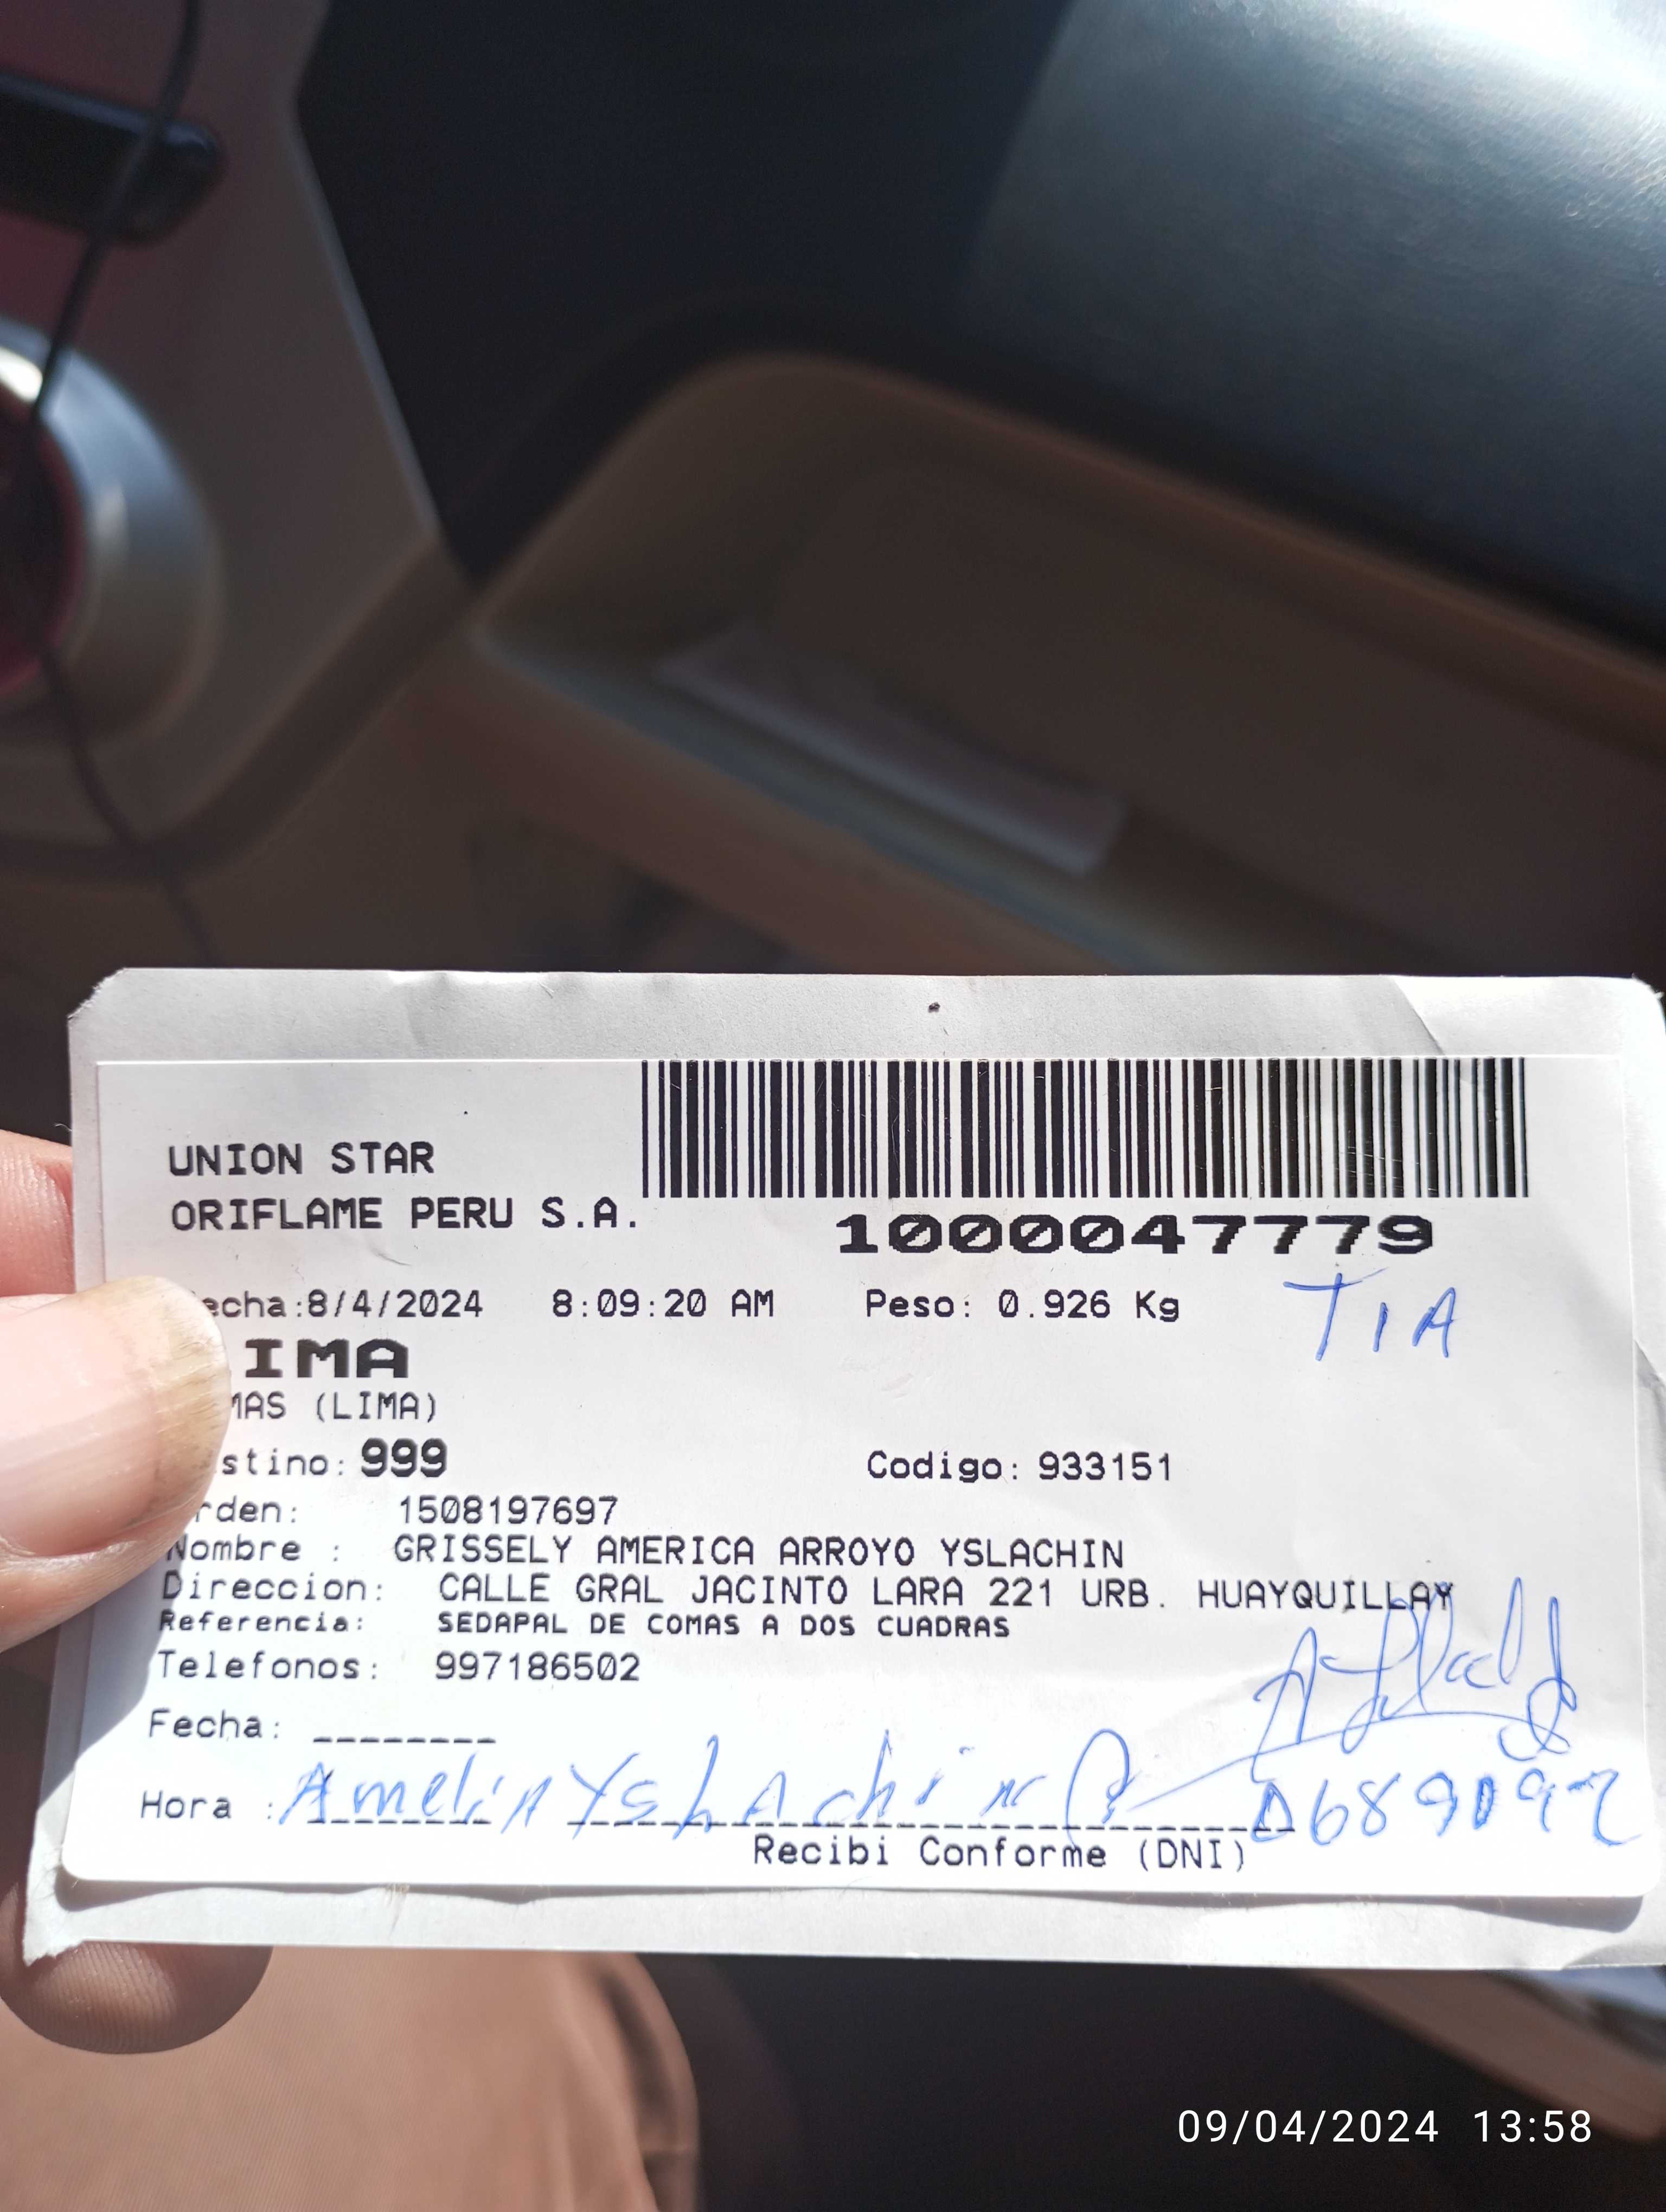 UNION STAR
ORIFLAME PERU S.A.
1000047779
echa:8/4/2024 8:09:20 AM Peso: 0.926 Kg
TIA
IMA
MAS (LIMA)
stino: 999 Codigo: 933151
rden: 1508197697
Nombre : GRISSELY AMERICA ARROYO YSLACHIN
Direccion: CALLE GRAL JACINTO LARA 221 URB. HUAYQUILLAY
Referencia: SEDAPAL DE COMAS A DOS CUADRAS
Telefonos: 997186502
Fecha: --------
Hora : Amelia Yslachin
Recibi Conforme (DNI)
09/04/2024 13:58